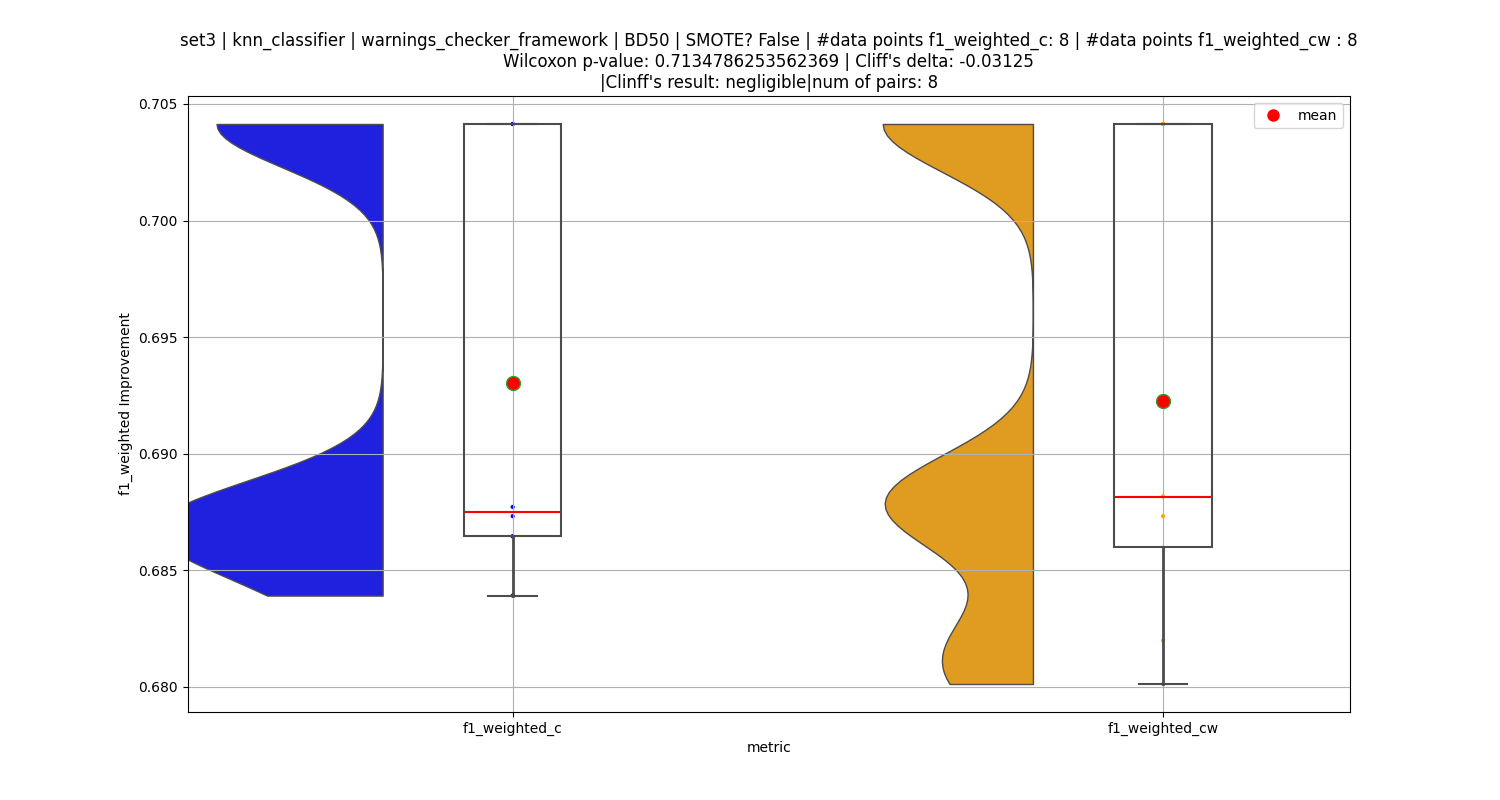 set3 | knn_classifier | warnings_checker_framework | BD50 | SMOTE? False | #data points f1_weighted_c: 8 | #data points f1_weighted_cw : 8
Wilcoxon p-value: 0.7134786253562369 | Cliff's delta: -0.03125
|Clinff's result: negligible|num of pairs: 8
mean
0.705
0.700
0.695
0.690
0.685
0.680
f1_weighted Improvement
f1_weighted_c
f1_weighted_cw
metric